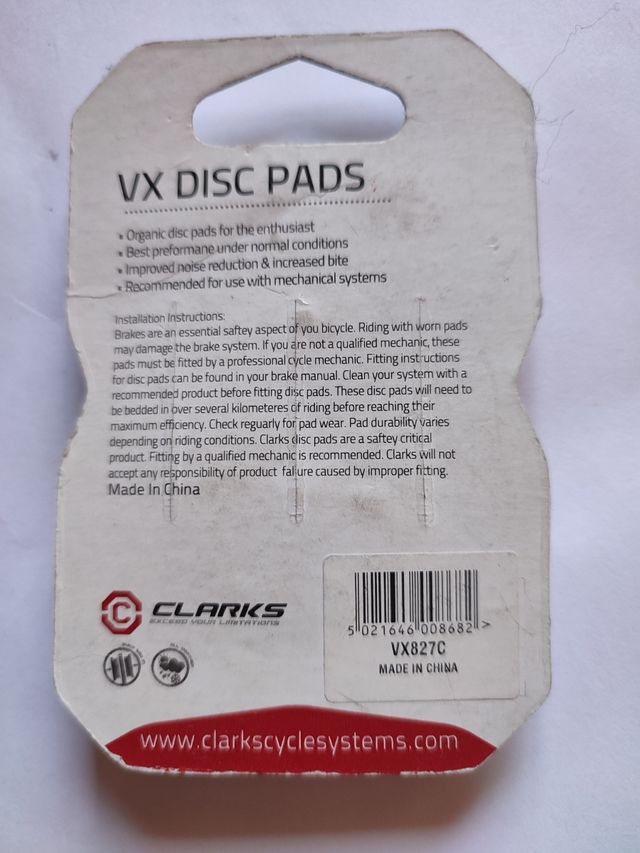 VX DISC PADS
• Organic disc pads for the enthusiast
• Best preformane under normal conditions
• Improved noise reduction & increased bite
• Recommended for use with mechanical systems
Installation Instructions:
Brakes are an essential saftey aspect of you bicycle. Riding with worn pads
may damage the brake system. If you are not a qualified mechanic, these
pads must be fitted by a professional cycle mechanic. Fitting instructions
for disc pads can be found in your brake manual. Clean your system with a
recommended product before fitting disc pads. These disc pads will need to
be bedded in over several kilometeres of riding before reaching their
maximum efficiency. Check reguarly for pad wear. Pad durability varies
depending on riding conditions. Clarks disc pads are a saftey critical
product. Fitting by a qualified mechanic is recommended. Clarks will not
accept any responsibility of product failure caused by improper fitting.
Made In China
CLARKS
EXCEED YOUR LIMITATIONS
5 021646 008682 >
VX827C
MADE IN CHINA
www.clarkscyclesystems.com